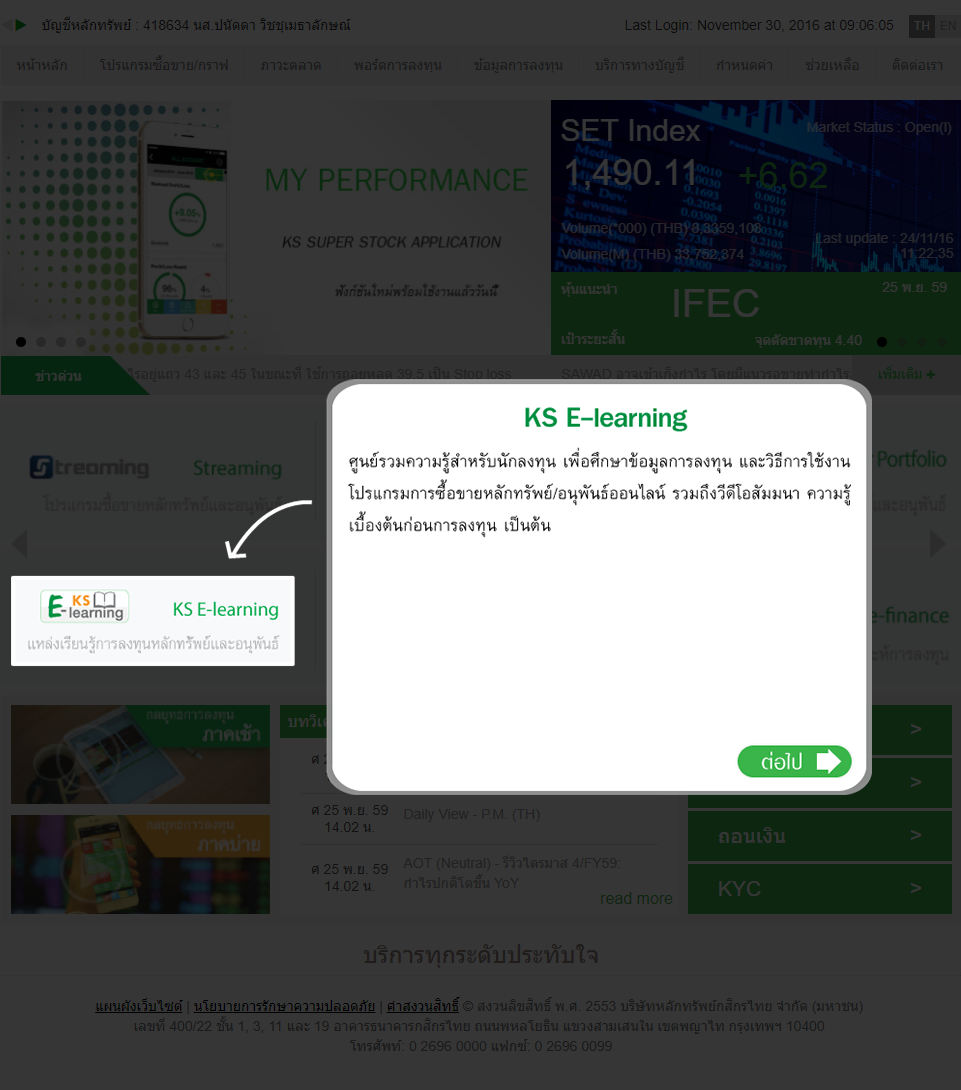 บัญชีหลักทรัพย์ : 418634 นส.ปนัดดา วิชชุเมธาลักษณ์
Last Login: November 30, 2016 at 09:06:05 TH EN
หน้าหลัก โปรแกรมซื้อขาย/กราฟ ภาวะตลาด พอร์ตการลงทุน ข้อมูลการลงทุน บริการทางบัญชี กำหนดค่า ช่วยเหลือ ติดต่อเรา
MY PERFORMANCE
KS SUPER STOCK APPLICATION
ฟังก์ชันใหม่พร้อมใช้งานแล้ววันนี้
SET Index
Market Status : Open(I)
1,490.11 +6.62
Volume('000) (THB) 8,3359,108
Volume(M) (THB) 33,752,374
Last update : 24/11/16
11:22:35
หุ้นแนะนำ IFEC 25 พ.ย. 59
เป้าระยะสั้น จุดตัดขาดทุน 4.40
ข่าวด่วน
รอยู่แถว 43 และ 45 ในขณะที่ ใช้การถอยหลุด 39.5 เป็น Stop loss
SAWAD อาจเข้าเก็งกำไร โดยมีแนวรอขายทำกำไร
เพิ่มเติม +
KS E-learning
ศูนย์รวมความรู้สำหรับนักลงทุน เพื่อศึกษาข้อมูลการลงทุน และวิธีการใช้งาน
โปรแกรมการซื้อขายหลักทรัพย์/อนุพันธ์ออนไลน์ รวมถึงวีดีโอสัมมนา ความรู้
เบื้องต้นก่อนการลงทุน เป็นต้น
ต่อไป
Streaming Streaming
โปรแกรมซื้อขายหลักทรัพย์และอนุพันธ์
Portfolio
และอนุพันธ์
KS E-learning
KS E-learning
แหล่งเรียนรู้การลงทุนหลักทรัพย์และอนุพันธ์
e-finance
การลงทุน
กลยุทธ์การลงทุน
ภาคเช้า
กลยุทธ์การลงทุน
ภาคบ่าย
ศ 25 พ.ย. 59
14.02 น.
Daily View - P.M. (TH)
ศ 25 พ.ย. 59
14.02 น.
AOT (Neutral) - รีวิวไตรมาส 4/FY59:
กำไรปกติโตขึ้น YoY
read more
>
>
ถอนเงิน >
KYC >
บริการทุกระดับประทับใจ
แผนผังเว็บไซต์ | นโยบายการรักษาความปลอดภัย | คำสงวนสิทธิ์ © สงวนลิขสิทธิ์ พ.ศ. 2553 บริษัทหลักทรัพย์กสิกรไทย จำกัด (มหาชน)
เลขที่ 400/22 ชั้น 1, 3, 11 และ 19 อาคารธนาคารกสิกรไทย ถนนพหลโยธิน แขวงสามเสนใน เขตพญาไท กรุงเทพฯ 10400
โทรศัพท์: 0 2696 0000 แฟกซ์: 0 2696 0099